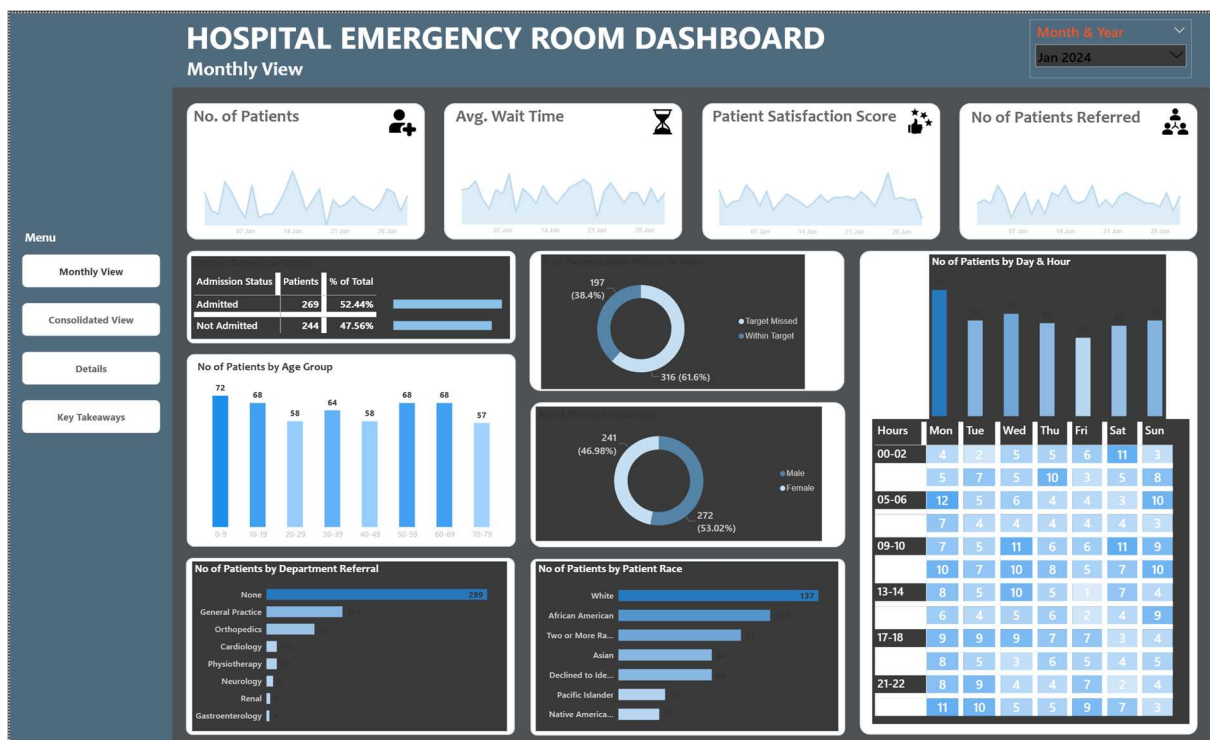 HOSPITAL EMERGENCY ROOM DASHBOARD
Monthly View
Month & Year
Jan 2024
Menu
Monthly View
Consolidated View
Details
Key Takeaways
No. of Patients
07 Jan 14 Jan 21 Jan 28 Jan
Avg. Wait Time
07 Jan 14 Jan 21 Jan 28 Jan
Patient Satisfaction Score
07 Jan 14 Jan 21 Jan 28 Jan
No of Patients Referred
07 Jan 14 Jan 21 Jan 28 Jan
Admission Status Patients % of Total
Admitted 269 52.44%
Not Admitted 244 47.56%
197
(38.4%)
316 (61.6%)
Target Missed
Within Target
No of Patients by Age Group
72 68 58 64 58 68 68 57
0-9 10-19 20-29 30-39 40-49 50-59 60-69 70-79
241
(46.98%)
272
(53.02%)
Male
Female
No of Patients by Department Referral
None 299
General Practice
Orthopedics
Cardiology
Physiotherapy
Neurology
Renal
Gastroenterology
No of Patients by Patient Race
White 137
African American
Two or More Ra...
Asian
Declined to Ide...
Pacific Islander
Native America...
No of Patients by Day & Hour
Hours Mon Tue Wed Thu Fri Sat Sun
00-02 4 2 5 5 6 11 3
5 7 5 10 3 5 8
05-06 12 5 6 4 4 3 10
7 4 4 4 4 4 3
09-10 7 5 11 6 6 11 9
10 7 10 8 5 7 10
13-14 8 5 10 5 1 7 4
6 4 5 6 2 4 9
17-18 9 9 9 7 7 3 4
8 5 3 6 5 4 5
21-22 8 9 4 4 7 2 4
11 10 5 5 9 7 3